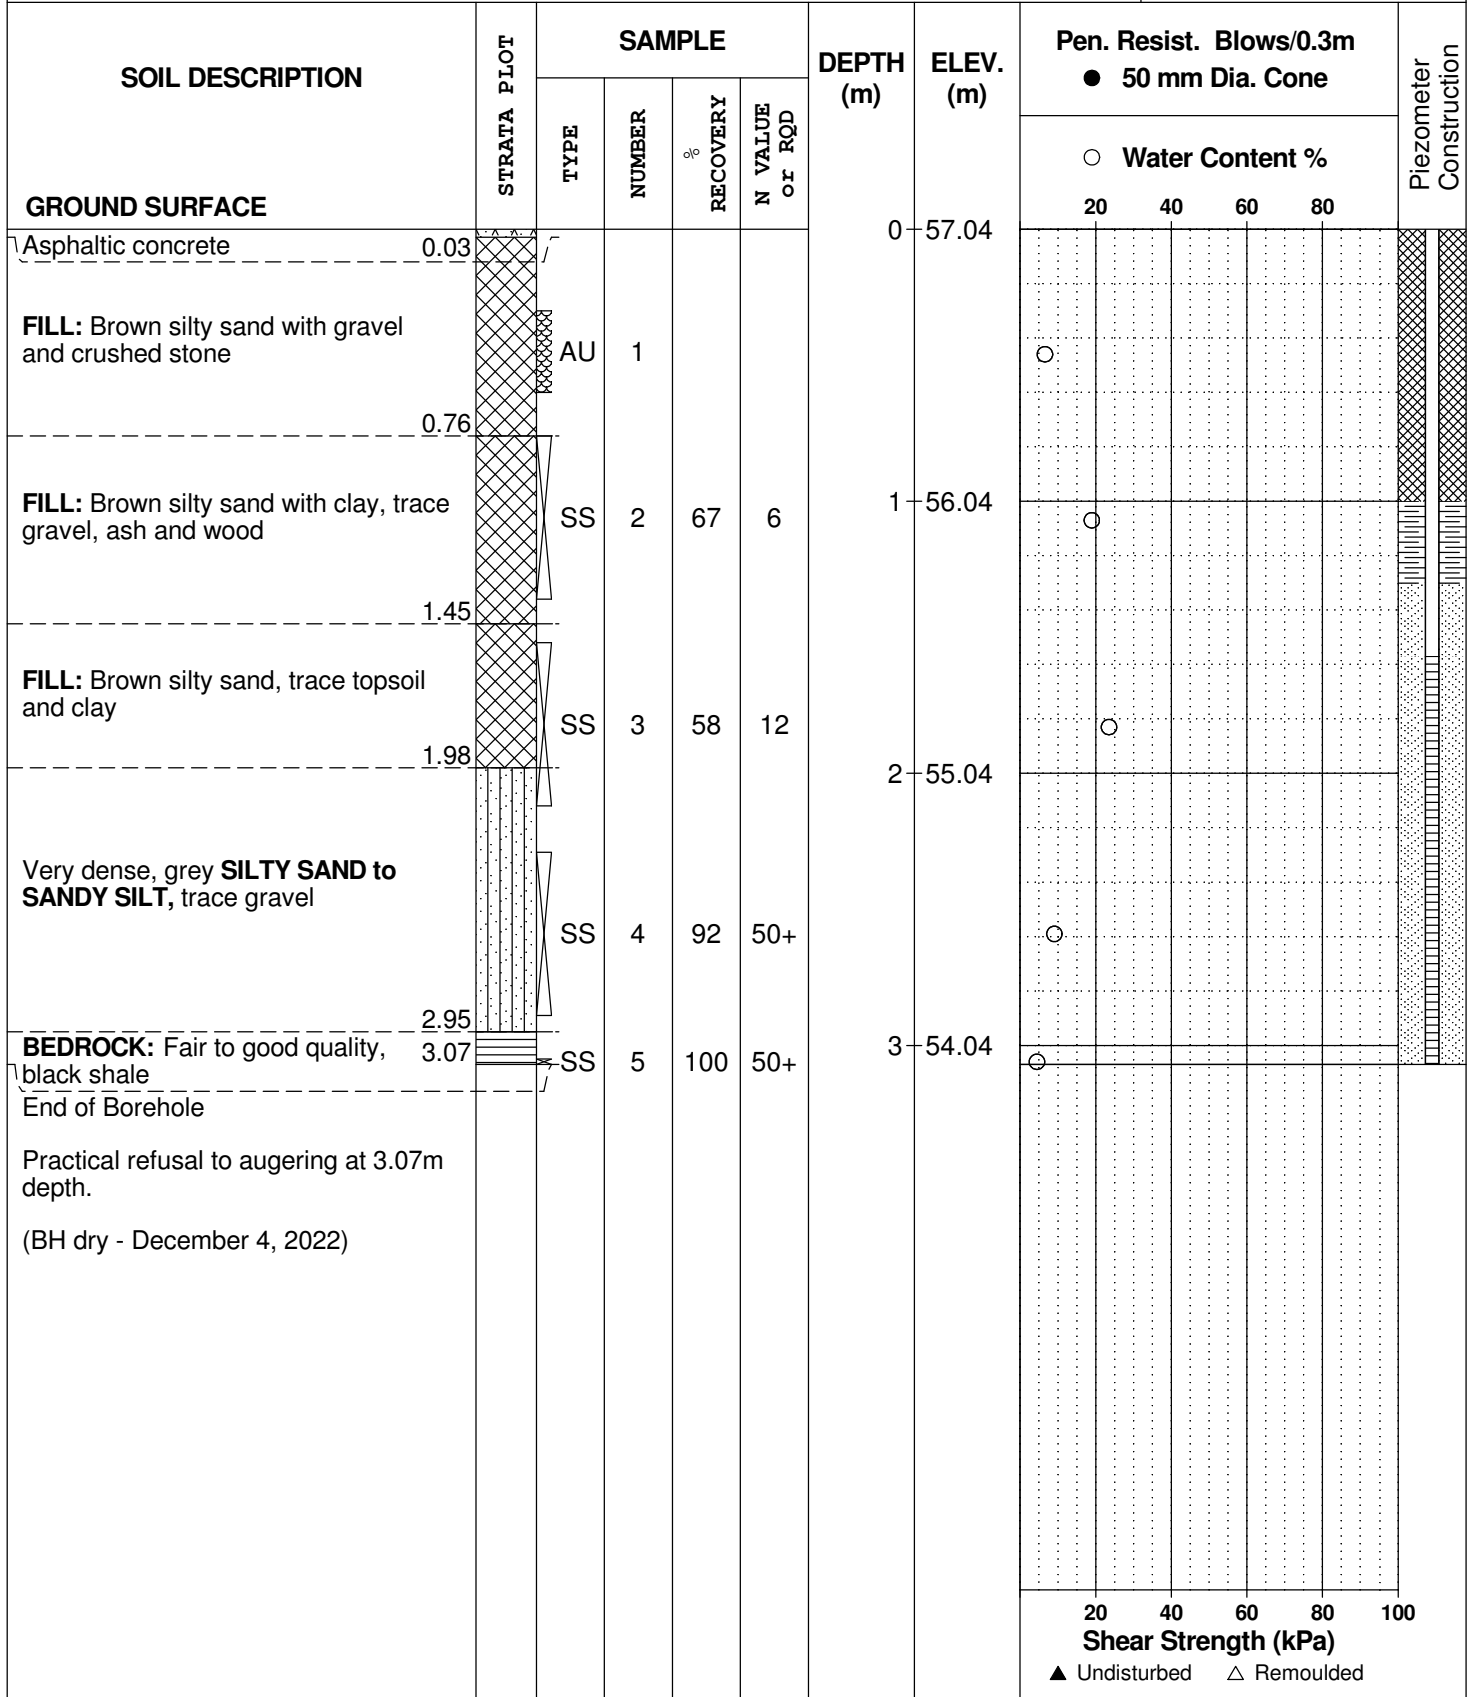 SOIL DESCRIPTION
GROUND SURFACE
STRATA PLOT
SAMPLE
TYPE
NUMBER
% RECOVERY
N VALUE or RQD
DEPTH (m)
ELEV. (m)
Pen. Resist. Blows/0.3m
● 50 mm Dia. Cone
○ Water Content %
20 40 60 80
Piezometer Construction
0 57.04
Asphaltic concrete 0.03
FILL: Brown silty sand with gravel
and crushed stone
AU 1
0.76
FILL: Brown silty sand with clay, trace
gravel, ash and wood
SS 2 67 6
1 56.04
1.45
FILL: Brown silty sand, trace topsoil
and clay
SS 3 58 12
1.98
2 55.04
Very dense, grey SILTY SAND to
SANDY SILT, trace gravel
SS 4 92 50+
2.95
BEDROCK: Fair to good quality, 3.07
black shale
SS 5 100 50+
3 54.04
End of Borehole
Practical refusal to augering at 3.07m
depth.
(BH dry - December 4, 2022)
20 40 60 80 100
Shear Strength (kPa)
▲ Undisturbed △ Remoulded